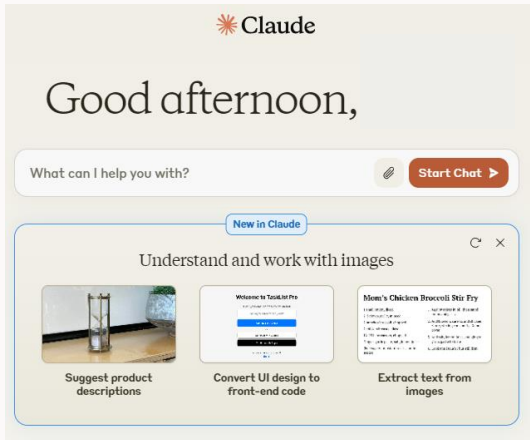 Claude
Good afternoon,
What can I help you with?
Start Chat
New in Claude
Understand and work with images
Welcome to TaskList Pro
Mom's Chicken Broccoli Stir Fry
Suggest product
descriptions
Convert UI design to
front-end code
Extract text from
images